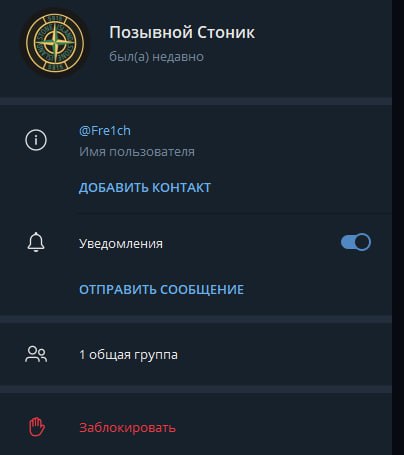 Позывной Стоник
был(а) недавно
@Fre1ch
Имя пользователя
ДОБАВИТЬ КОНТАКТ
Уведомления
ОТПРАВИТЬ СООБЩЕНИЕ
1 общая группа
Заблокировать